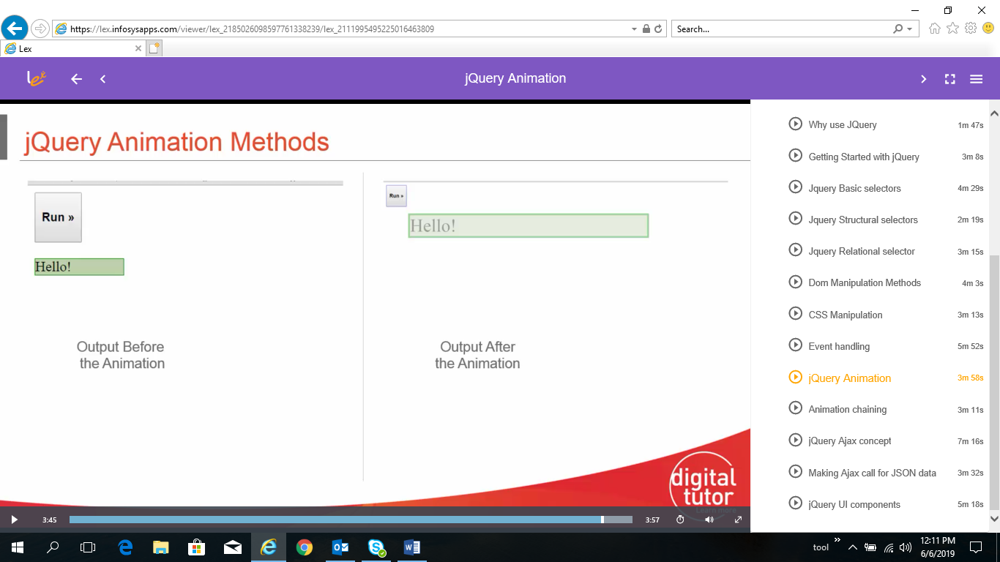 https://lex.infosysapps.com/viewer/lex_2185026098597761338239/lex_2111995495225016463809
Search...
Lex
lex
jQuery Animation
jQuery Animation Methods
Run »
Hello!
Output Before
the Animation
Run »
Hello!
Output After
the Animation
digital
tutor
Learn more
3:45
3:57
Why use JQuery 1m 47s
Getting Started with jQuery 3m 8s
Jquery Basic selectors 4m 29s
Jquery Structural selectors 2m 19s
Jquery Relational selector 3m 15s
Dom Manipulation Methods 4m 3s
CSS Manipulation 3m 13s
Event handling 5m 52s
jQuery Animation 3m 58s
Animation chaining 3m 11s
jQuery Ajax concept 7m 16s
Making Ajax call for JSON data 3m 32s
jQuery UI components 5m 18s
tool
12:11 PM
6/6/2019